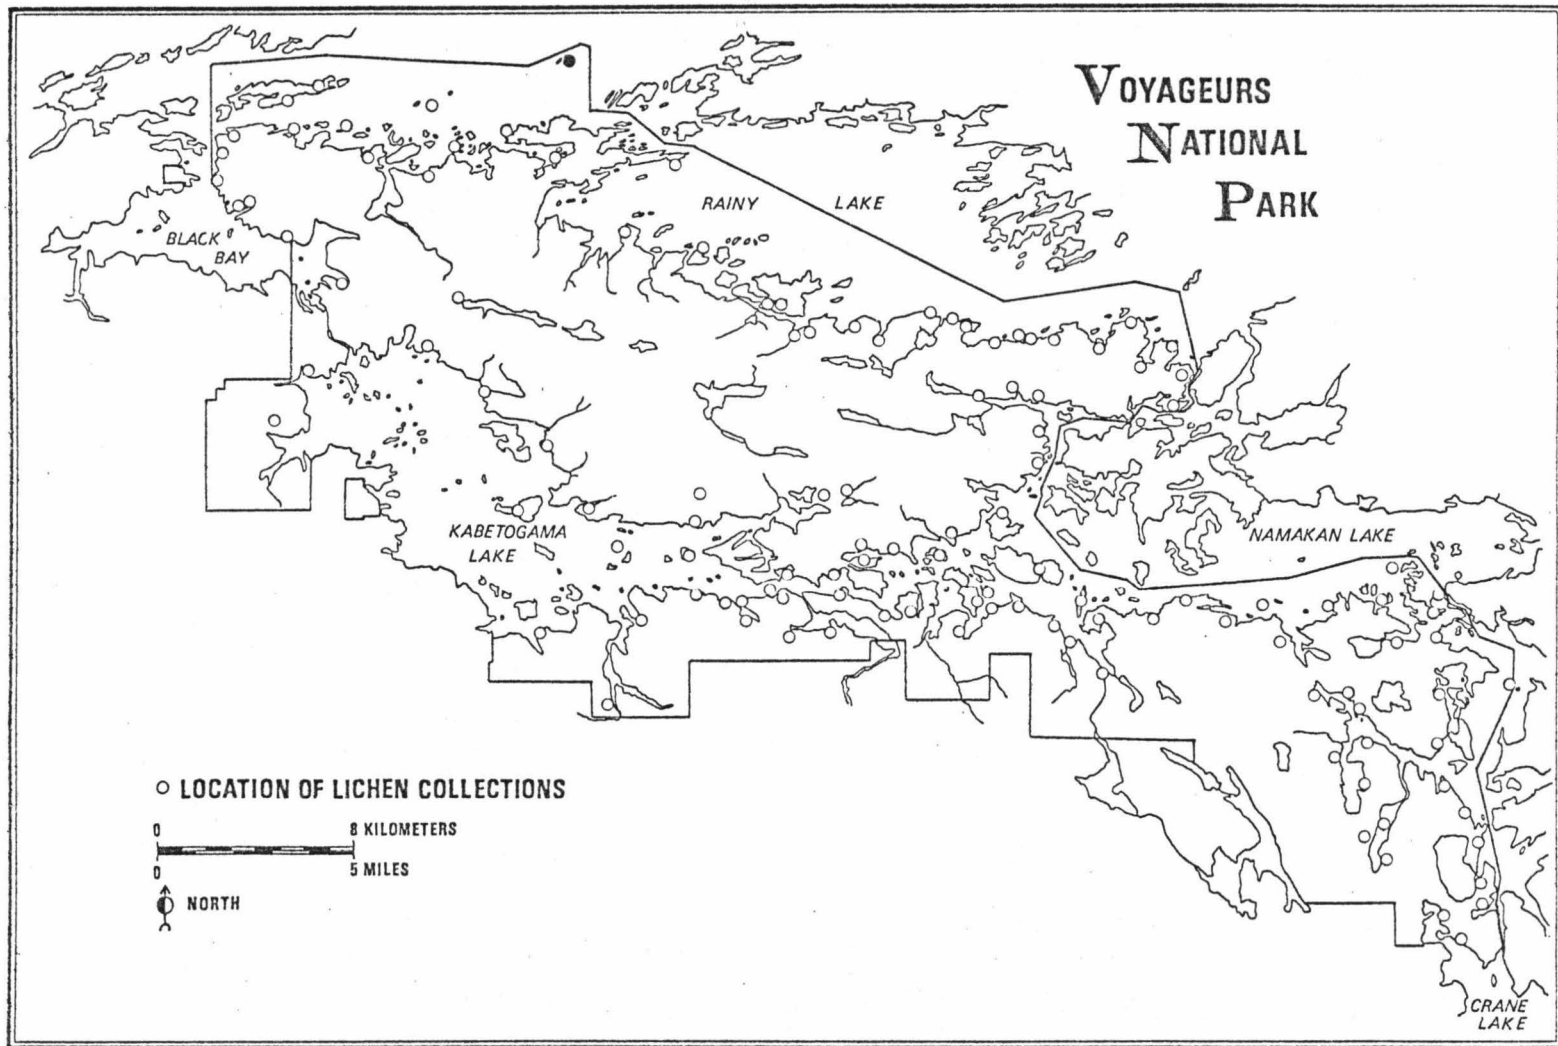 VOYAGEURS
NATIONAL
PARK
RAINY LAKE
BLACK
BAY
KABETOGAMA
LAKE
NAMAKAN LAKE
LOCATION OF LICHEN COLLECTIONS
0 8 KILOMETERS
0 5 MILES
NORTH
CRANE
LAKE